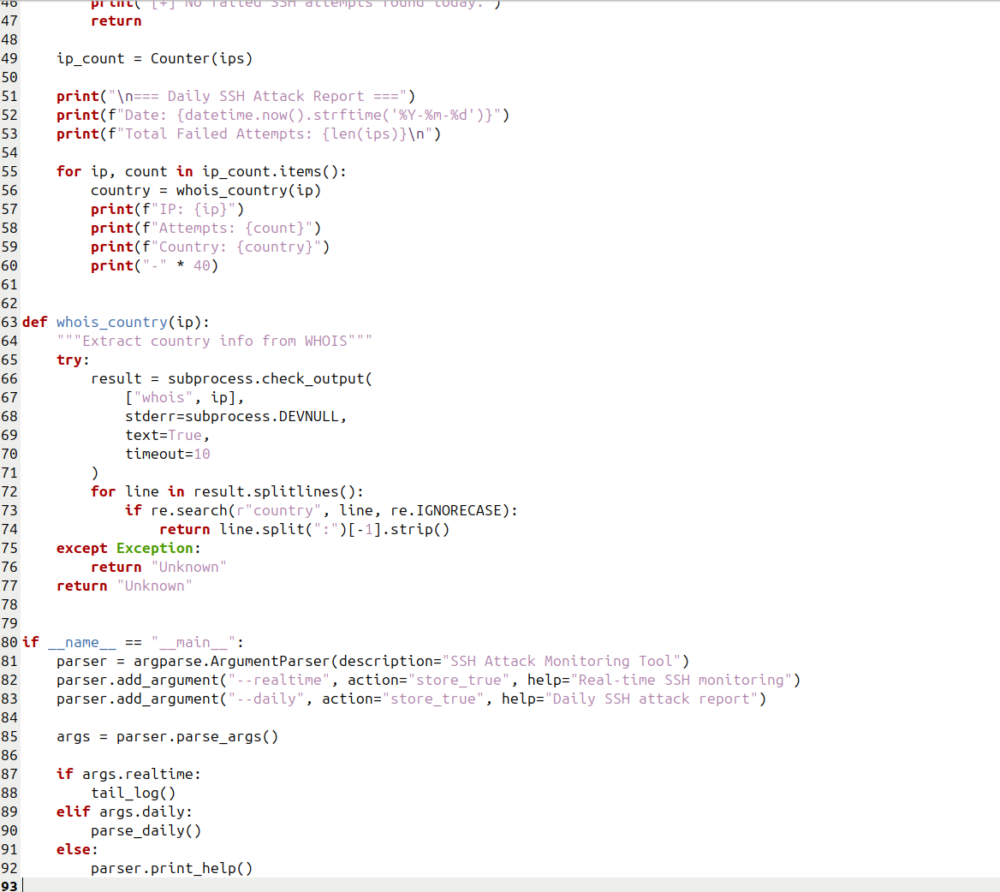 46         print("[+] No failed SSH attempts found today.")
47         return
48
49     ip_count = Counter(ips)
50
51     print("\n=== Daily SSH Attack Report ===")
52     print(f"Date: {datetime.now().strftime('%Y-%m-%d')}")
53     print(f"Total Failed Attempts: {len(ips)}\n")
54
55     for ip, count in ip_count.items():
56         country = whois_country(ip)
57         print(f"IP: {ip}")
58         print(f"Attempts: {count}")
59         print(f"Country: {country}")
60         print("-" * 40)
61
62
63 def whois_country(ip):
64     """Extract country info from WHOIS"""
65     try:
66         result = subprocess.check_output(
67             ["whois", ip],
68             stderr=subprocess.DEVNULL,
69             text=True,
70             timeout=10
71         )
72         for line in result.splitlines():
73             if re.search(r"country", line, re.IGNORECASE):
74                 return line.split(":")[-1].strip()
75     except Exception:
76         return "Unknown"
77     return "Unknown"
78
79
80 if __name__ == "__main__":
81     parser = argparse.ArgumentParser(description="SSH Attack Monitoring Tool")
82     parser.add_argument("--realtime", action="store_true", help="Real-time SSH monitoring")
83     parser.add_argument("--daily", action="store_true", help="Daily SSH attack report")
84
85     args = parser.parse_args()
86
87     if args.realtime:
88         tail_log()
89     elif args.daily:
90         parse_daily()
91     else:
92         parser.print_help()
93